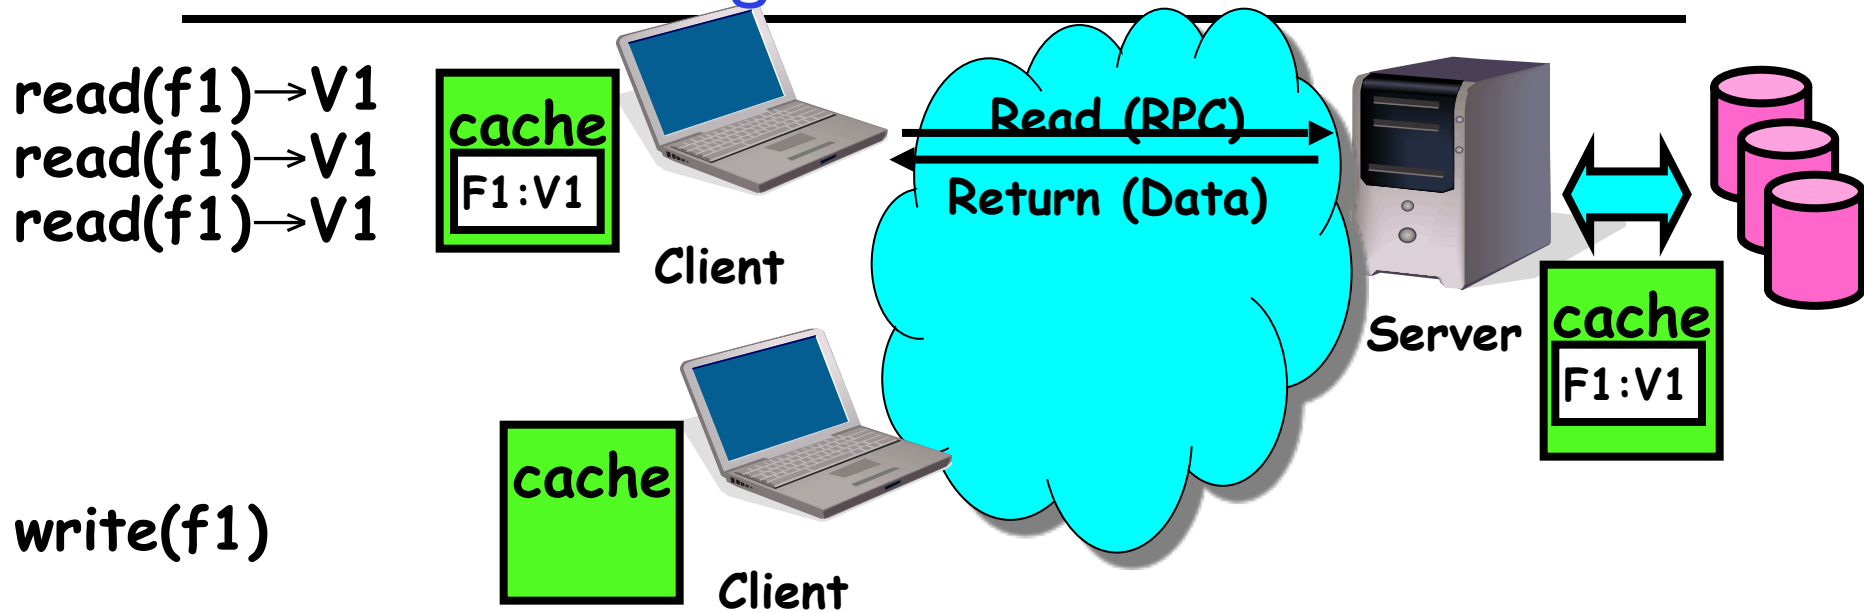 read(f1)→V1
read(f1)→V1
read(f1)→V1
cache
F1:V1
Client
Read (RPC)
Return (Data)
Server
cache
F1:V1
write(f1)
cache
Client